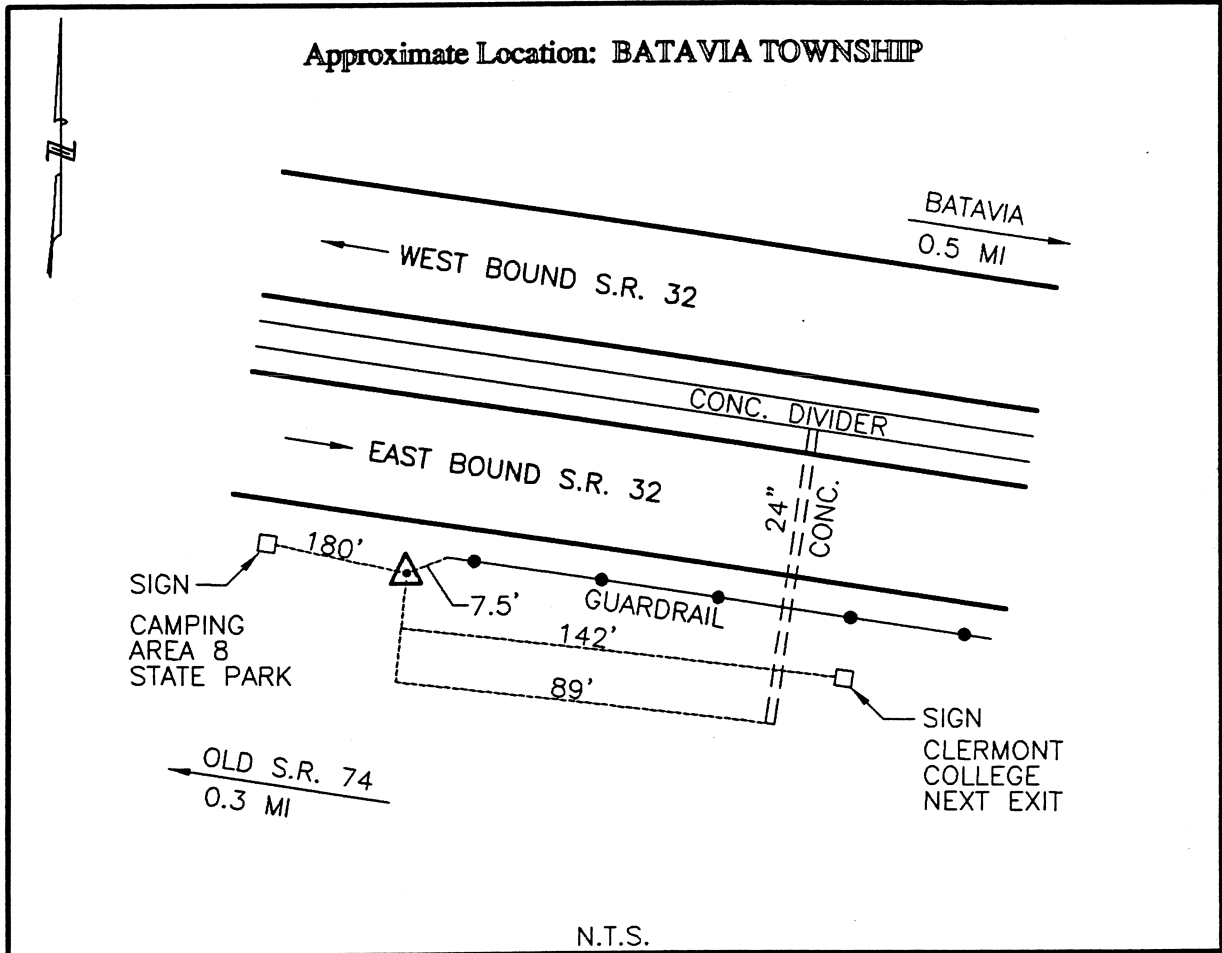 Approximate Location: BATAVIA TOWNSHIP
N
BATAVIA
0.5 MI
WEST BOUND S.R. 32
CONC. DIVIDER
EAST BOUND S.R. 32
24"
CONC.
180'
SIGN
CAMPING
AREA 8
STATE PARK
7.5'
GUARDRAIL
142'
89'
SIGN
CLERMONT
COLLEGE
NEXT EXIT
OLD S.R. 74
0.3 MI
N.T.S.